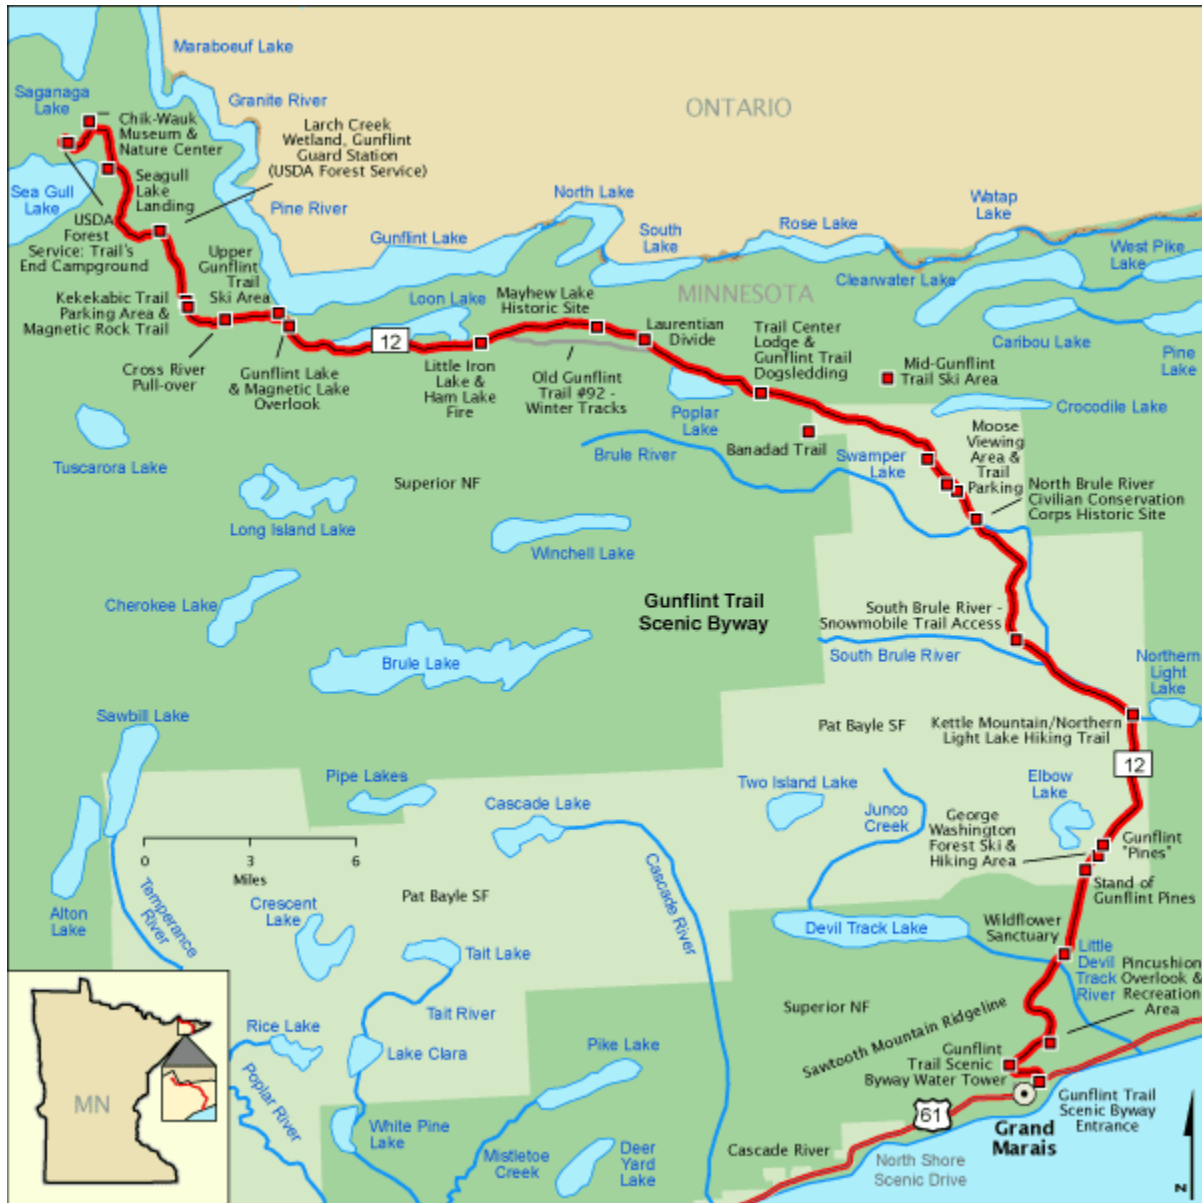 Maraboeuf Lake
Saganaga
Lake
Granite River
ONTARIO
Chik-Wauk
Museum &
Nature Center
Larch Creek
Wetland, Gunflint
Guard Station
(USDA Forest Service)
Seagull
Lake
Landing
Sea Gull
Lake
USDA
Forest
Service: Trail's
End Campground
Pine River
North Lake
Gunflint Lake
South
Lake
Rose Lake
Watap
Lake
West Pike
Lake
Clearwater Lake
Upper
Gunflint
Trail
Ski Area
Kekekabic Trail
Parking Area &
Magnetic Rock Trail
Loon Lake
Mayhew Lake
Historic Site
MINNESOTA
Laurentian
Divide
Trail Center
Lodge &
Gunflint Trail
Dogsledding
Caribou Lake
Pine
Lake
12
Cross River
Pull-over
Gunflint Lake
& Magnetic Lake
Overlook
Little Iron
Lake &
Ham Lake
Fire
Old Gunflint
Trail #92 -
Winter Tracks
Mid-Gunflint
Trail Ski Area
Poplar
Lake
Crocodile Lake
Banadad Trail
Brule River
Swamper
Lake
Moose
Viewing
Area &
Trail
Parking
Tuscarora Lake
Superior NF
North Brule River
Civilian Conservation
Corps Historic Site
Long Island Lake
Winchell Lake
Cherokee Lake
Gunflint Trail
Scenic Byway
South Brule River -
Snowmobile Trail Access
South Brule River
Brule Lake
Northern
Light
Lake
Sawbill Lake
Pat Bayle SF
Kettle Mountain/Northern
Light Lake Hiking Trail
12
Pipe Lakes
Cascade Lake
Two Island Lake
Junco
Creek
Elbow
Lake
George
Washington
Forest Ski &
Hiking Area
Gunflint
"Pines"
0 3 6
Miles
Stand of
Gunflint Pines
Temperance
River
Cascade River
Alton
Lake
Crescent
Lake
Pat Bayle SF
Devil Track Lake
Wildflower
Sanctuary
Tait Lake
Little
Devil
Track
River
Pincushion
Overlook &
Recreation
Area
Tait River
Superior NF
Sawtooth Mountain Ridgeline
Rice Lake
Lake Clara
Pike Lake
Gunflint
Trail Scenic
Byway Water Tower
Poplar River
MN
White Pine
Lake
Mistletoe
Creek
Deer
Yard
Lake
61
Gunflint Trail
Scenic Byway
Entrance
Grand
Marais
Cascade River
North Shore
Scenic Drive
N